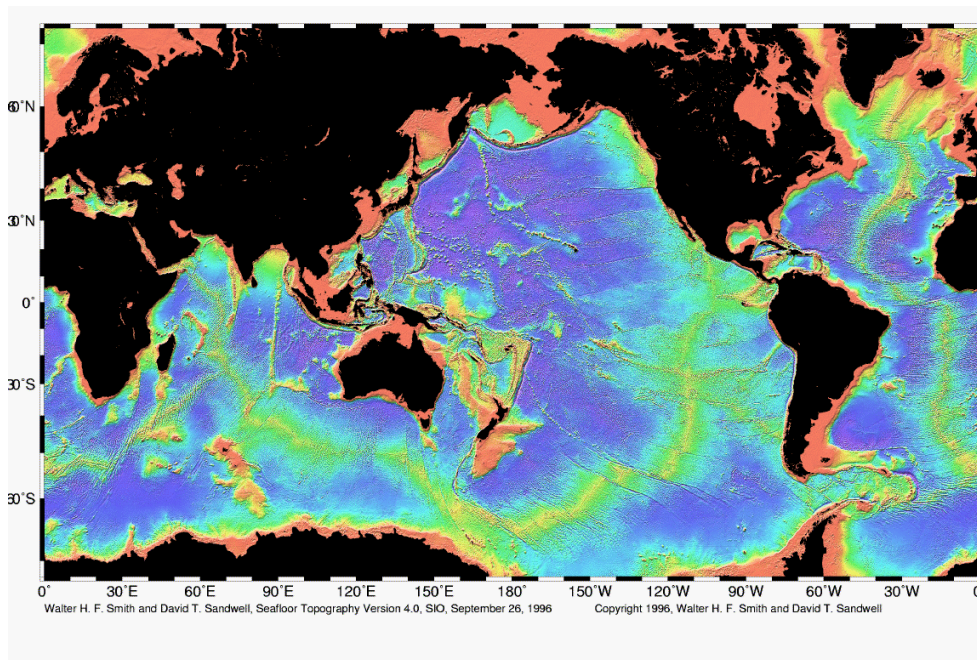 60°N
30°N
0°
30°S
60°S
0° 30°E 60°E 90°E 120°E 150°E 180° 150°W 120°W 90°W 60°W 30°W 0
Walter H. F. Smith and David T. Sandwell, Seafloor Topography Version 4.0, SIO, September 26, 1996 Copyright 1996, Walter H. F. Smith and David T. Sandwell